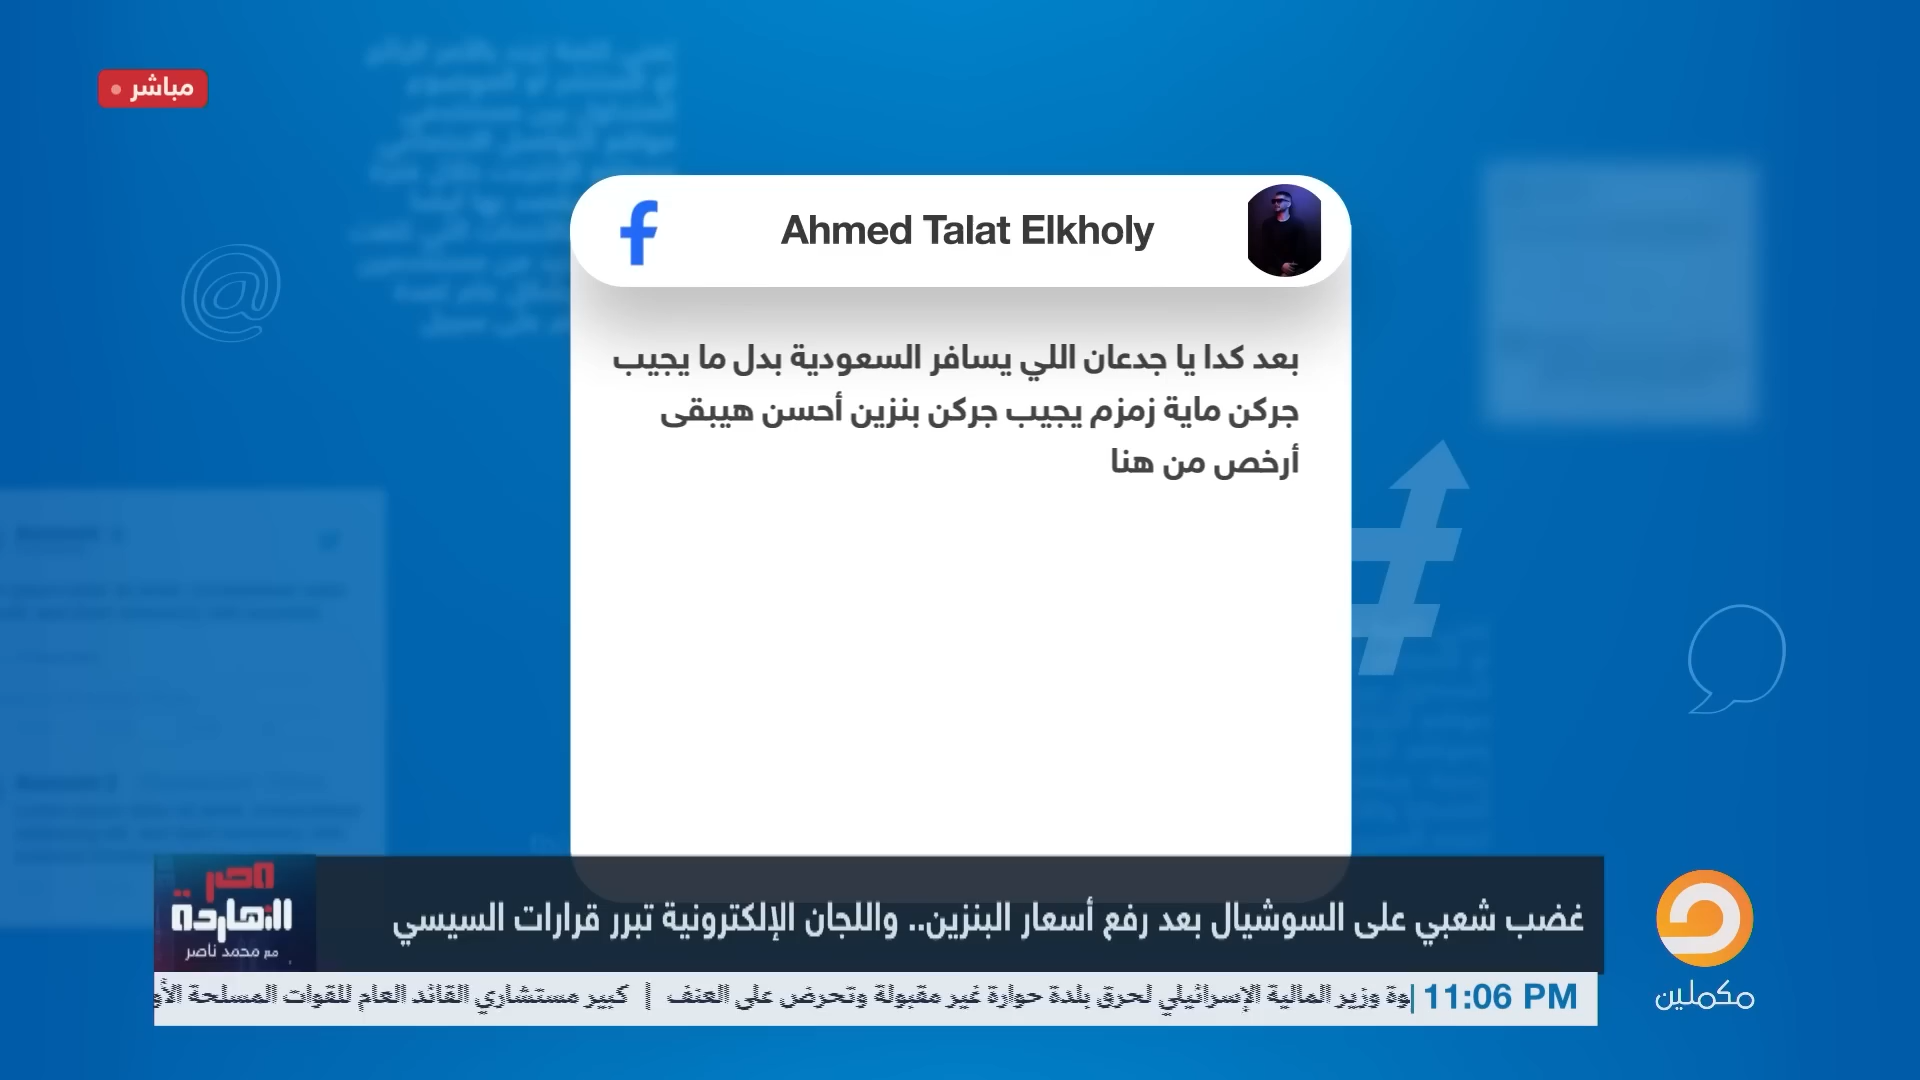 مباشر
Ahmed Talat Elkholy
بعد كدا يا جدعان اللي يسافر السعودية بدل ما يجيب
جركن ماية زمزم يجيب جركن بنزين أحسن هيبقى
أرخص من هنا
مصر
النهاردة
مع محمد ناصر
غضب شعبي على السوشيال بعد رفع أسعار البنزين.. واللجان الإلكترونية تبرر قرارات السيسي
11:06 PM
وزير المالية الإسرائيلي لحرق بلدة حوارة غير مقبولة وتحرض على العنف | كبير مستشاري القائد العام للقوات المسلحة
مكملين